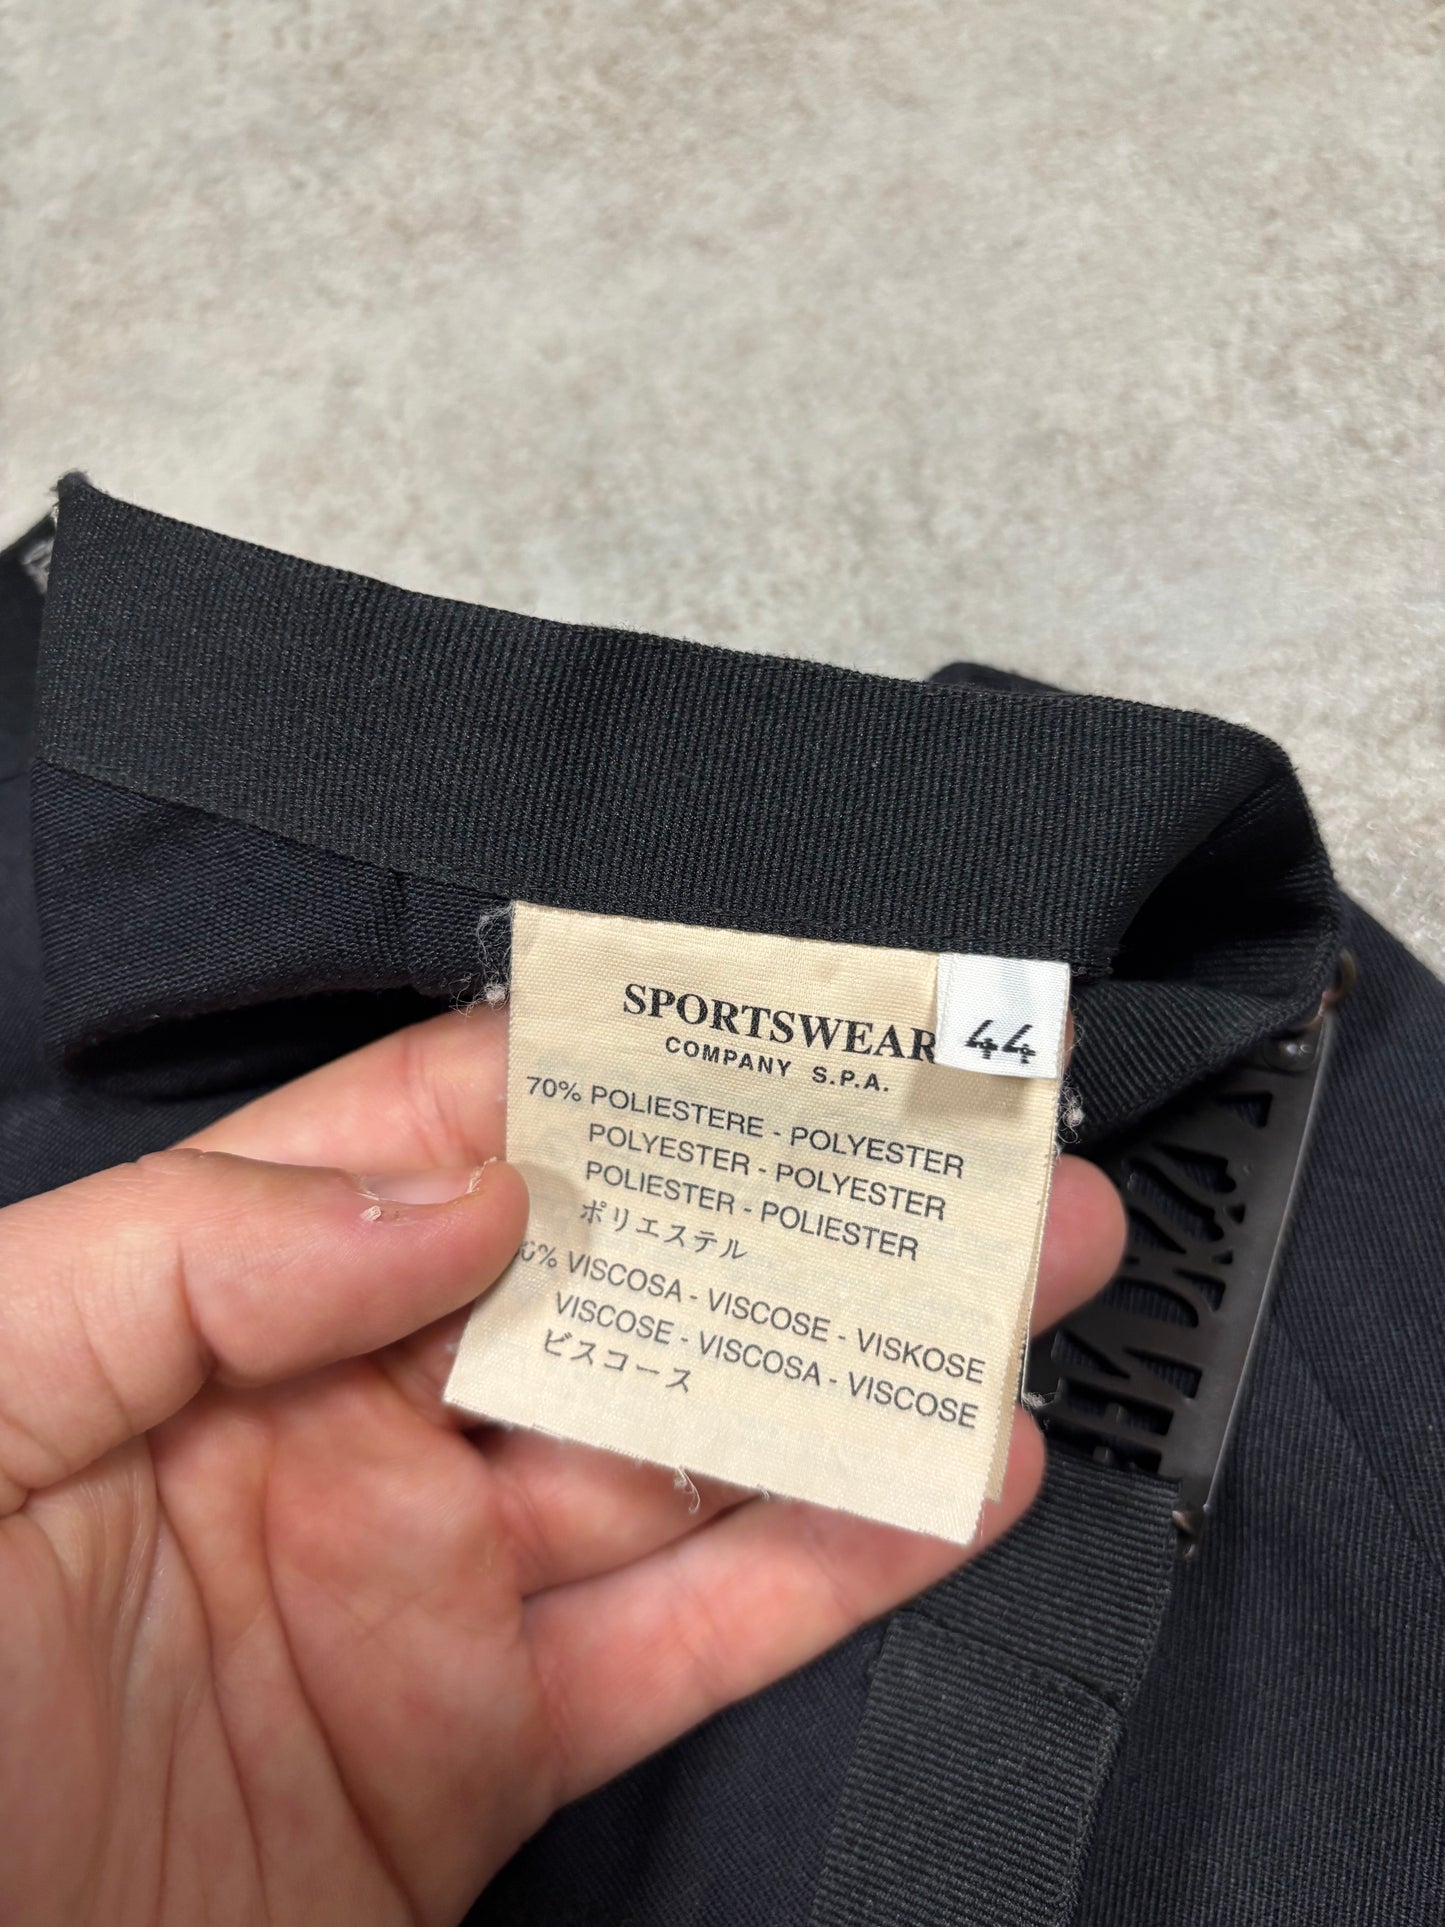 SPORTSWEAR
44
COMPANY S.P.A.
70% POLIESTERE - POLYESTER
POLYESTER - POLYESTER
POLIESTER - POLIESTER
ポリエステル
VISCOSA - VISCOSE - VISKOSE
VISCOSE - VISCOSA - VISCOSE
ビスコース